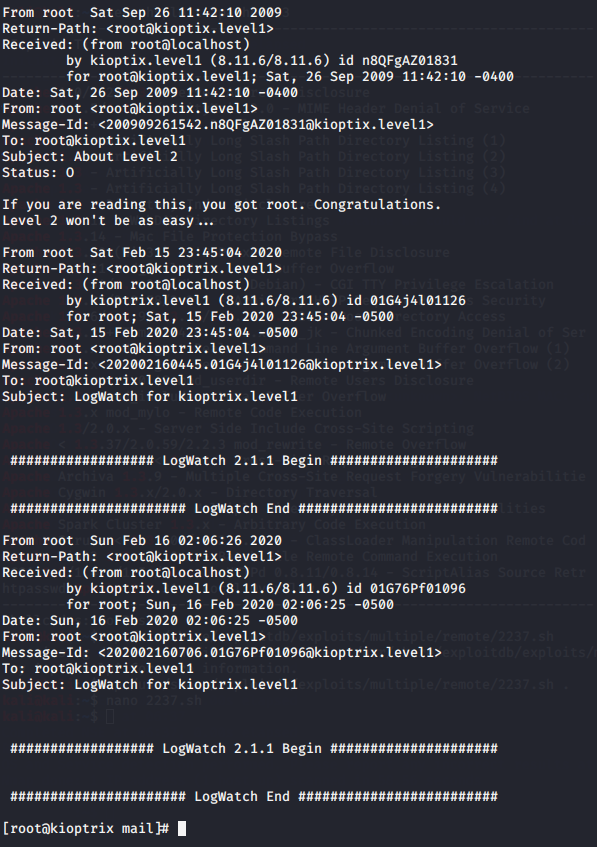 From root  Sat Sep 26 11:42:10 2009
Return-Path: <root@kioptix.level1>
Received: (from root@localhost)
        by kioptix.level1 (8.11.6/8.11.6) id n8QFgAZ01831
        for root@kioptix.level1; Sat, 26 Sep 2009 11:42:10 -0400
Date: Sat, 26 Sep 2009 11:42:10 -0400
From: root <root@kioptix.level1>
Message-Id: <200909261542.n8QFgAZ01831@kioptix.level1>
To: root@kioptix.level1
Subject: About Level 2
Status: O

If you are reading this, you got root. Congratulations.
Level 2 won't be as easy...

From root  Sat Feb 15 23:45:04 2020
Return-Path: <root@kioptrix.level1>
Received: (from root@localhost)
        by kioptrix.level1 (8.11.6/8.11.6) id 01G4j4l01126
        for root; Sat, 15 Feb 2020 23:45:04 -0500
Date: Sat, 15 Feb 2020 23:45:04 -0500
From: root <root@kioptrix.level1>
Message-Id: <202002160445.01G4j4l01126@kioptrix.level1>
To: root@kioptrix.level1
Subject: LogWatch for kioptrix.level1

 ################## LogWatch 2.1.1 Begin #####################

 ###################### LogWatch End #########################

From root  Sun Feb 16 02:06:26 2020
Return-Path: <root@kioptrix.level1>
Received: (from root@localhost)
        by kioptrix.level1 (8.11.6/8.11.6) id 01G76Pf01096
        for root; Sun, 16 Feb 2020 02:06:25 -0500
Date: Sun, 16 Feb 2020 02:06:25 -0500
From: root <root@kioptrix.level1>
Message-Id: <202002160706.01G76Pf01096@kioptrix.level1>
To: root@kioptrix.level1
Subject: LogWatch for kioptrix.level1
nano 2237.sh

 ################## LogWatch 2.1.1 Begin #####################

 ###################### LogWatch End #########################

[root@kioptrix mail]#